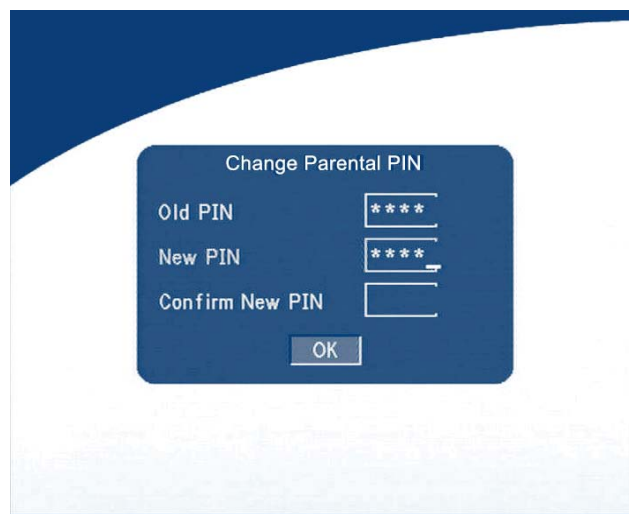 Change Parental PIN
Old PIN ****
New PIN ****
Confirm New PIN
OK